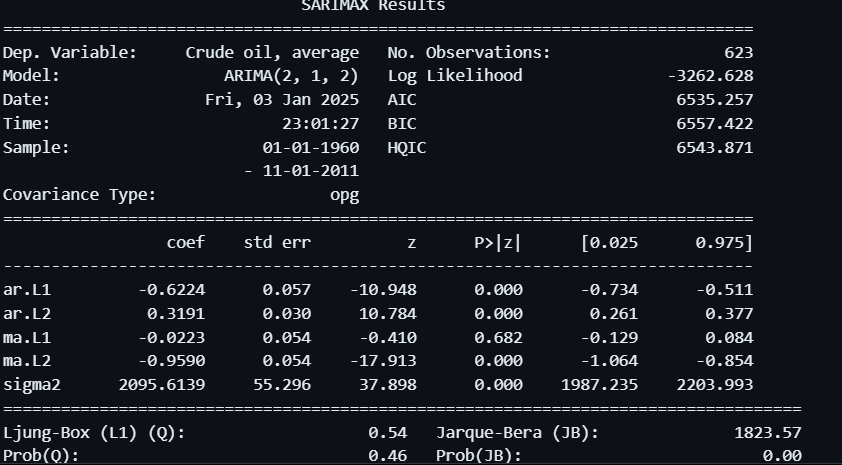 SARIMAX Results
==============================================================================
Dep. Variable:     Crude oil, average   No. Observations:                  623
Model:                 ARIMA(2, 1, 2)   Log Likelihood               -3262.628
Date:                Fri, 03 Jan 2025   AIC                           6535.257
Time:                        23:01:27   BIC                           6557.422
Sample:                    01-01-1960   HQIC                          6543.871
- 11-01-2011
Covariance Type:                  opg
==============================================================================
coef    std err          z      P>|z|      [0.025      0.975]
------------------------------------------------------------------------------
ar.L1         -0.6224      0.057    -10.948      0.000      -0.734      -0.511
ar.L2          0.3191      0.030     10.784      0.000       0.261       0.377
ma.L1         -0.0223      0.054     -0.410      0.682      -0.129       0.084
ma.L2         -0.9590      0.054    -17.913      0.000      -1.064      -0.854
sigma2      2095.6139     55.296     37.898      0.000    1987.235    2203.993
===================================================================================
Ljung-Box (L1) (Q):                   0.54   Jarque-Bera (JB):              1823.57
Prob(Q):                              0.46   Prob(JB):                         0.00